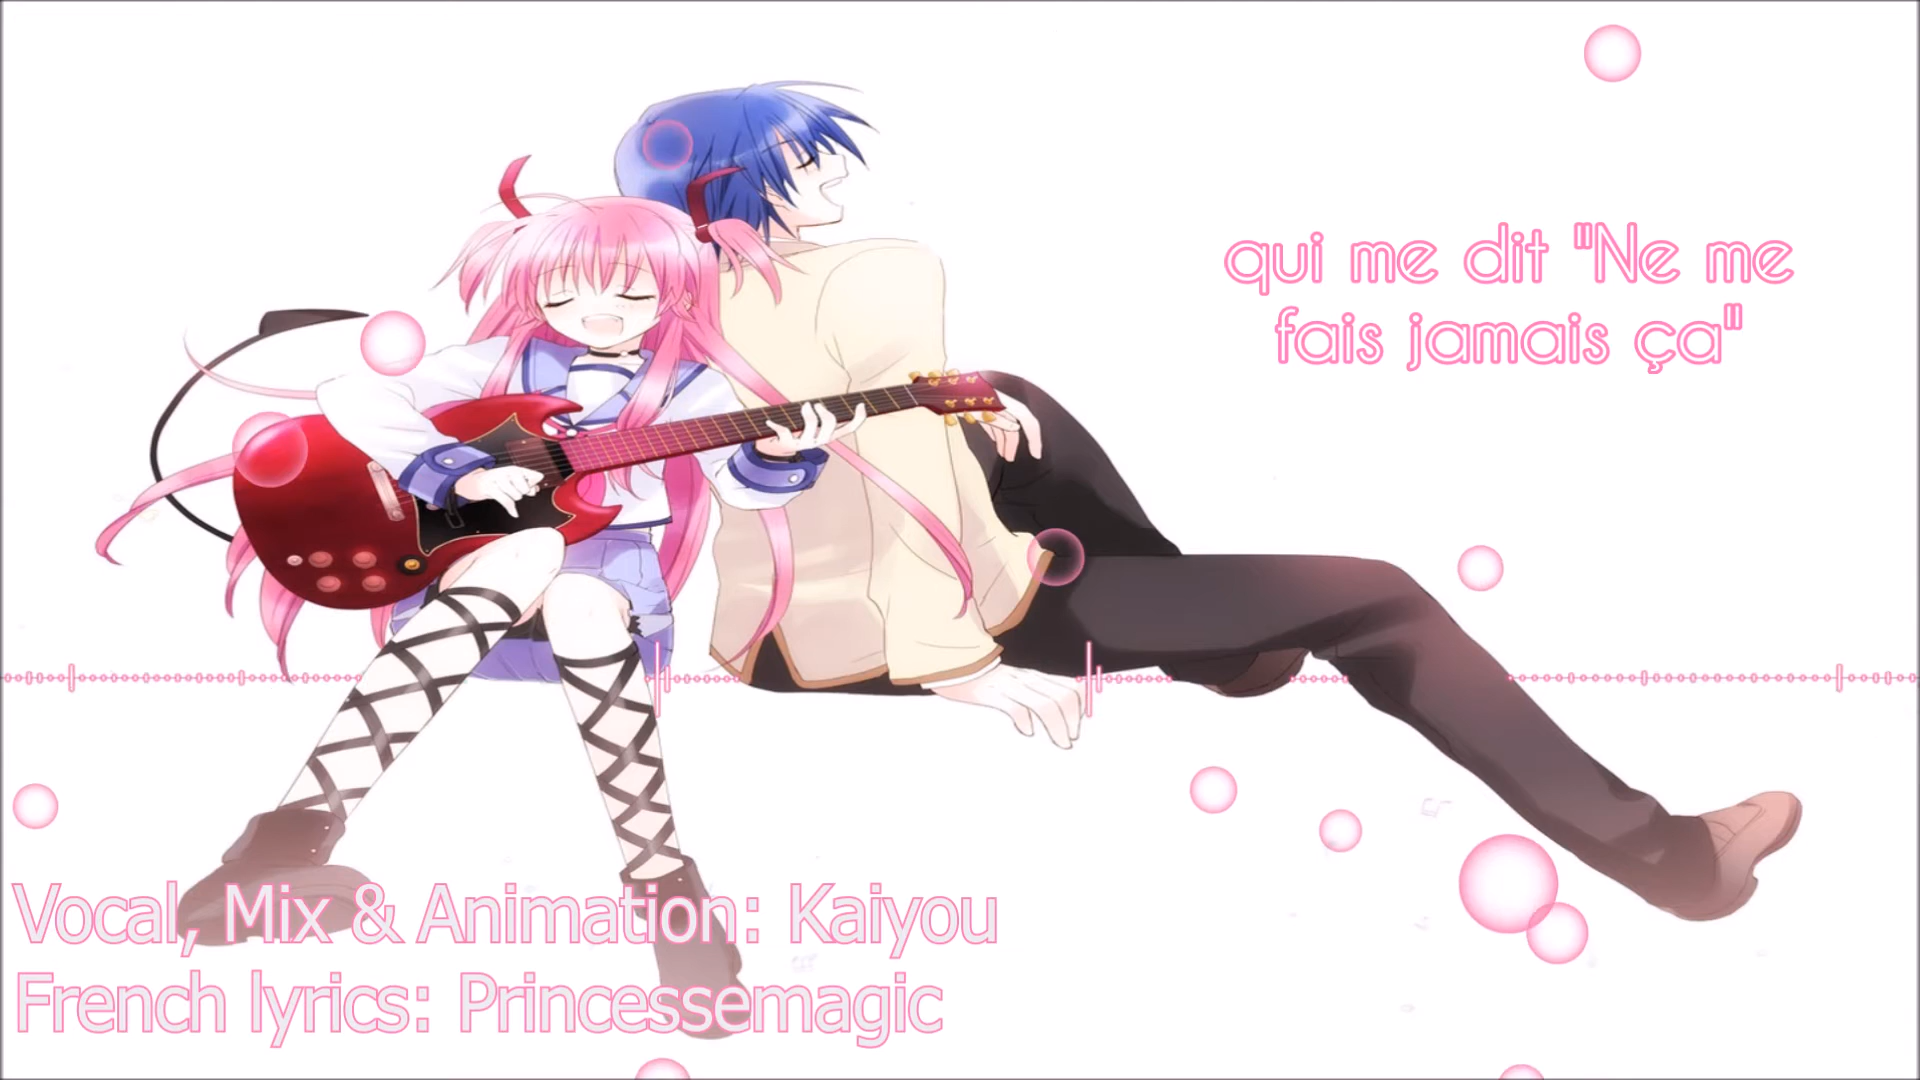 qui me dit "Ne me
fais jamais ça"
Vocal, Mix & Animation: Kaiyou
French lyrics: Princessemagic